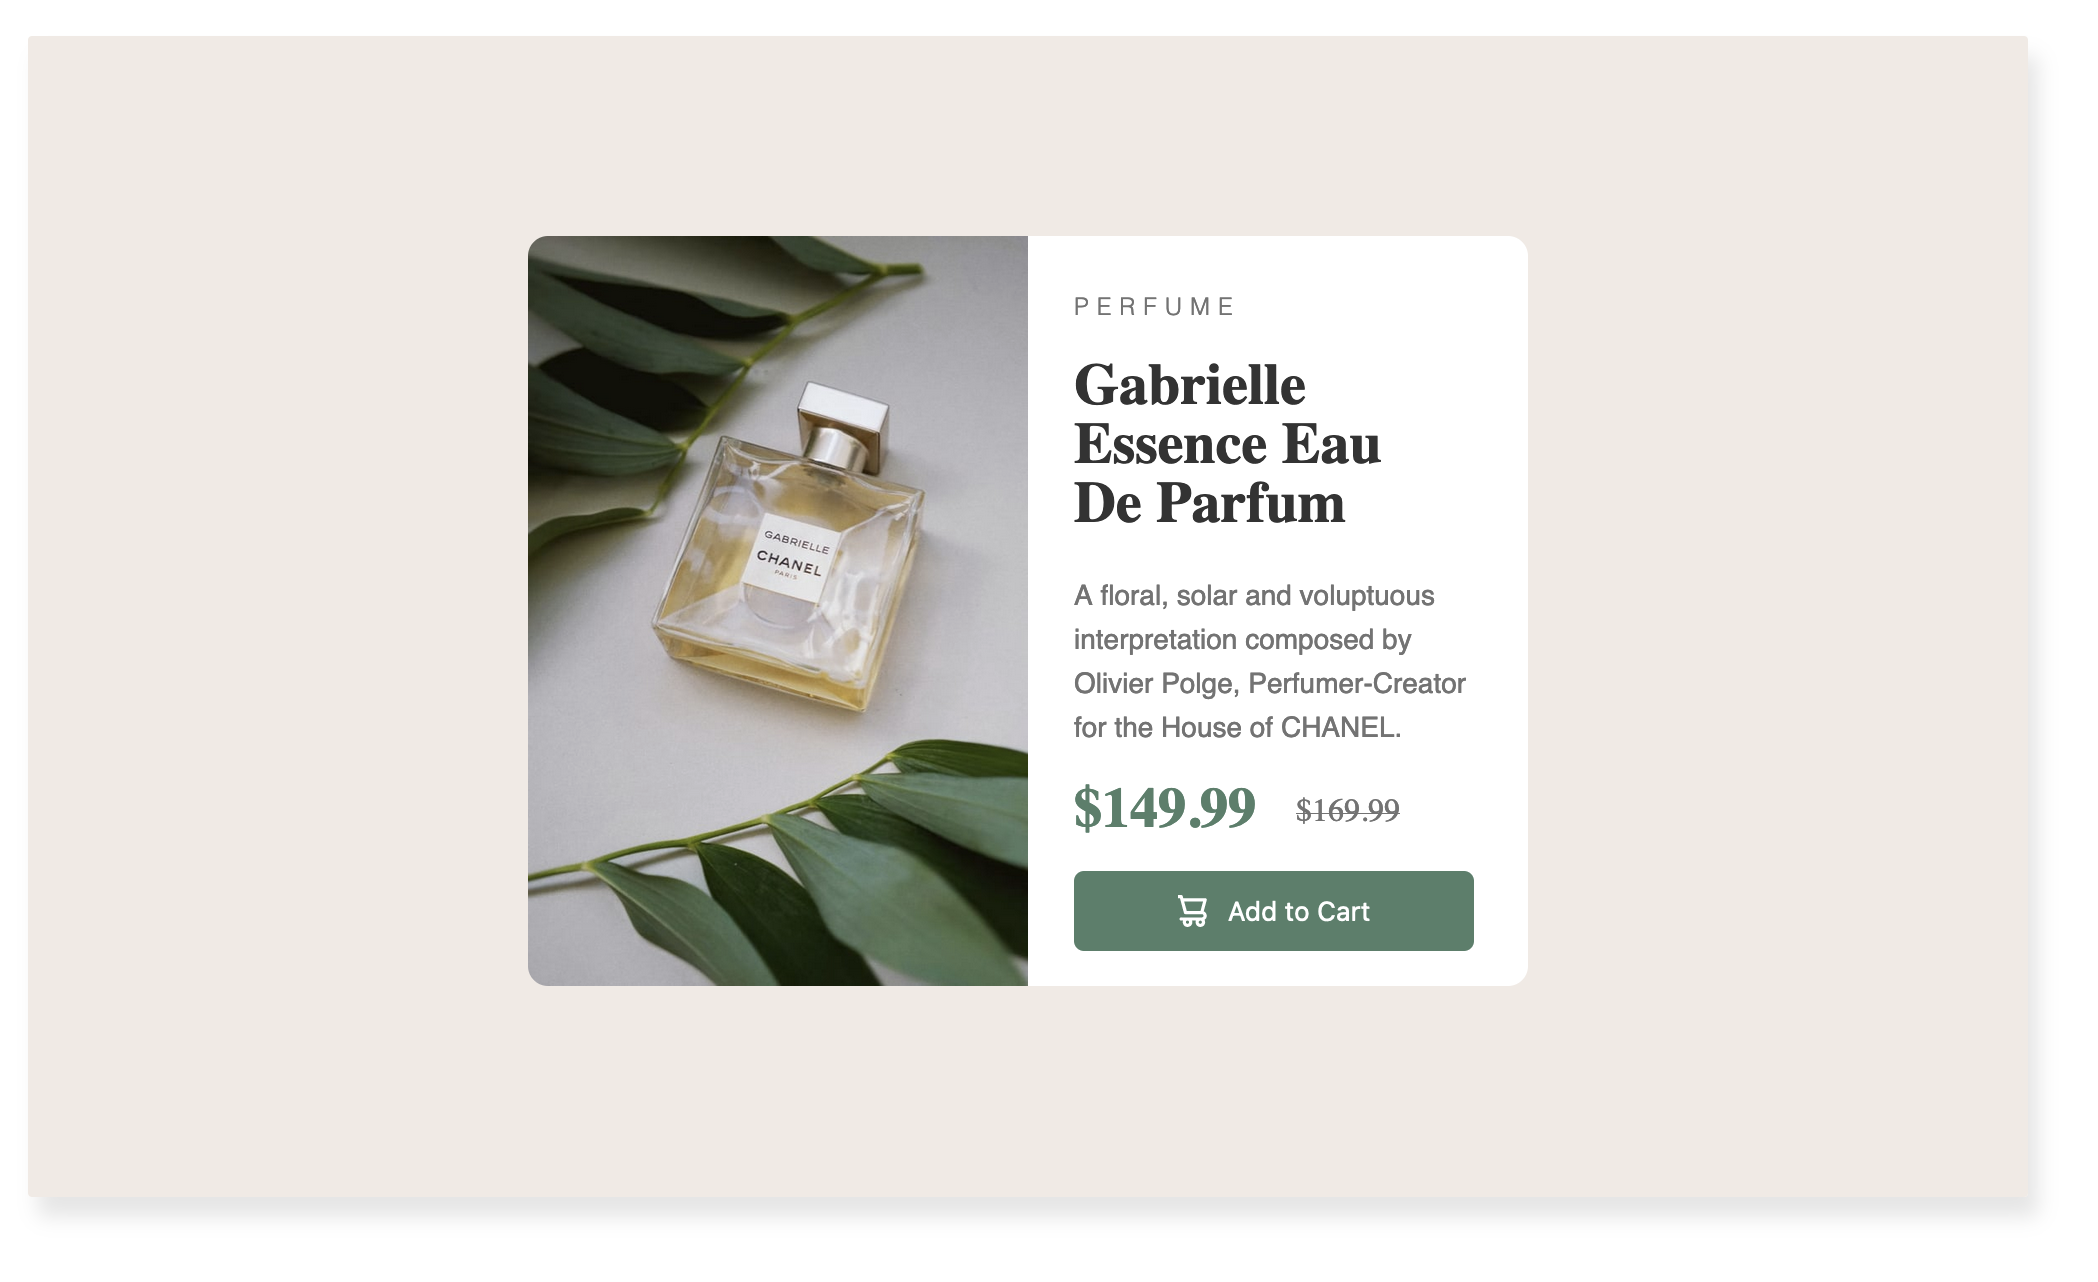 GABRIELLE
CHANEL
PARIS
PERFUME
Gabrielle
Essence Eau
De Parfum
A floral, solar and voluptuous
interpretation composed by
Olivier Polge, Perfumer-Creator
for the House of CHANEL.
$149.99 $169.99
Add to Cart